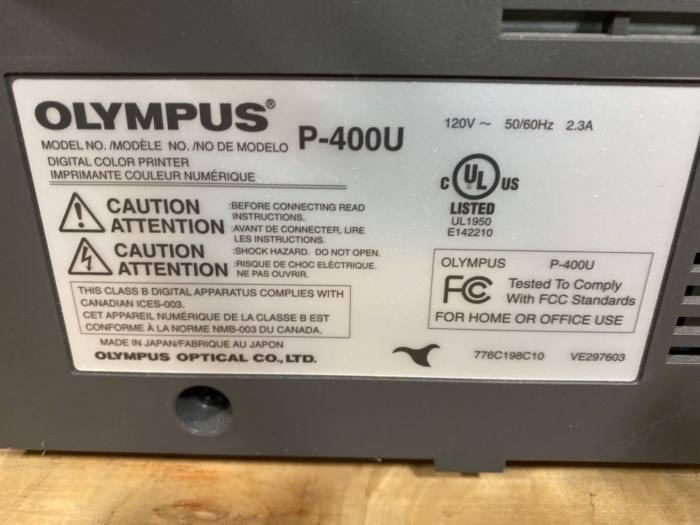 OLYMPUS®
MODEL NO. /MODÈLE NO. /NO DE MODELO P-400U
DIGITAL COLOR PRINTER
IMPRIMANTE COULEUR NUMÉRIQUE
120V ~ 50/60Hz 2.3A
C UL US
LISTED
UL1950
E142210
CAUTION :BEFORE CONNECTING READ
INSTRUCTIONS.
ATTENTION :AVANT DE CONNECTER, LIRE
LES INSTRUCTIONS.
CAUTION :SHOCK HAZARD. DO NOT OPEN.
ATTENTION :RISQUE DE CHOC ELÉCTRIQUE.
NE PAS OUVRIR.
THIS CLASS B DIGITAL APPARATUS COMPLIES WITH
CANADIAN ICES-003.
CET APPAREIL NUMÉRIQUE DE LA CLASSE B EST
CONFORME À LA NORME NMB-003 DU CANADA.
OLYMPUS P-400U
FC Tested To Comply
With FCC Standards
FOR HOME OR OFFICE USE
MADE IN JAPAN/FABRIQUE AU JAPON
OLYMPUS OPTICAL CO., LTD.
776C198C10 VE297603